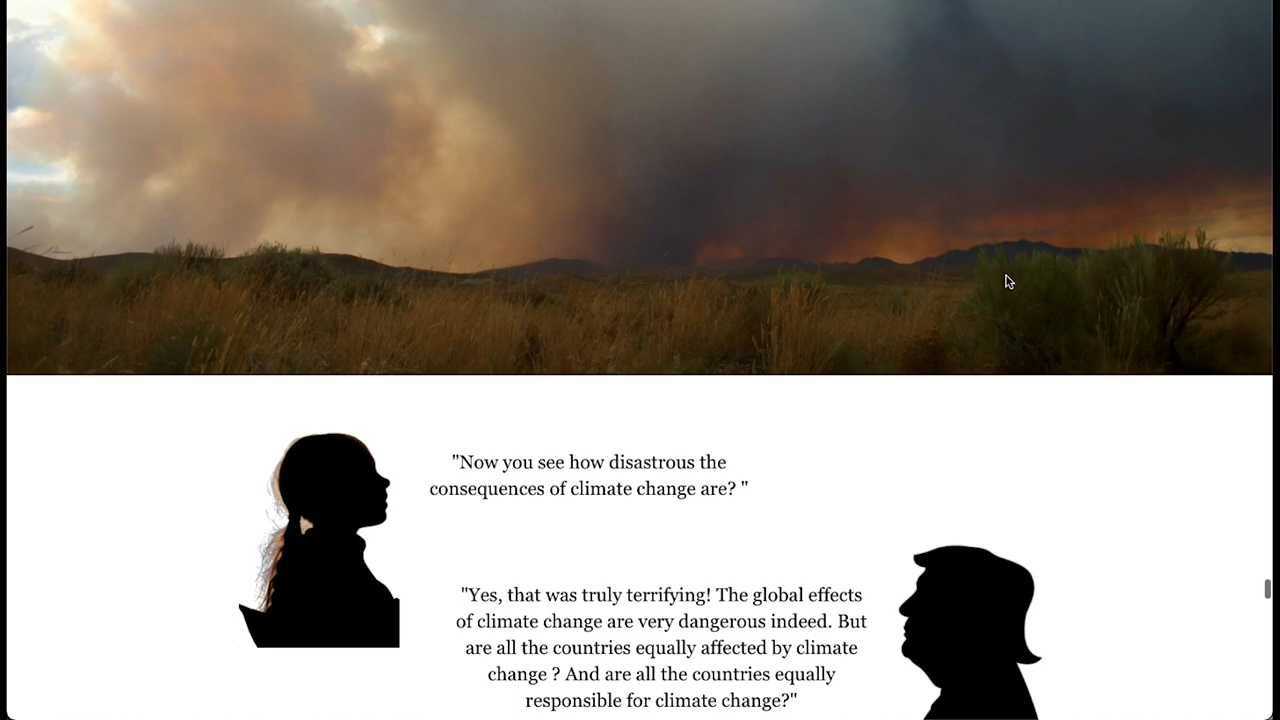 "Now you see how disastrous the
consequences of climate change are? "
"Yes, that was truly terrifying! The global effects
of climate change are very dangerous indeed. But
are all the countries equally affected by climate
change ? And are all the countries equally
responsible for climate change?"